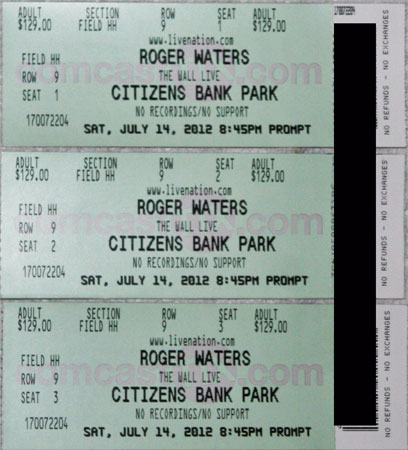 ADULT SECTION ROW SEAT ADULT
$129.00 FIELD HH 9 1 $129.00
www.livenation.com
FIELD HH ROGER WATERS
ROW 9 THE WALL LIVE
SEAT 1 CITIZENS BANK PARK
NO RECORDINGS/NO SUPPORT
170072204 SAT, JULY 14, 2012 8:45PM PROMPT
NO REFUNDS - NO EXCHANGES
ADULT SECTION ROW SEAT ADULT
$129.00 FIELD HH 9 2 $129.00
www.livenation.com
FIELD HH ROGER WATERS
ROW 9 THE WALL LIVE
SEAT 2 CITIZENS BANK PARK
NO RECORDINGS/NO SUPPORT
170072204 SAT, JULY 14, 2012 8:45PM PROMPT
NO REFUNDS - NO EXCHANGES
ADULT SECTION ROW SEAT ADULT
$129.00 FIELD HH 9 3 $129.00
www.livenation.com
FIELD HH ROGER WATERS
ROW 9 THE WALL LIVE
SEAT 3 CITIZENS BANK PARK
NO RECORDINGS/NO SUPPORT
170072204 SAT, JULY 14, 2012 8:45PM PROMPT
NO REFUNDS - NO EXCHANGES